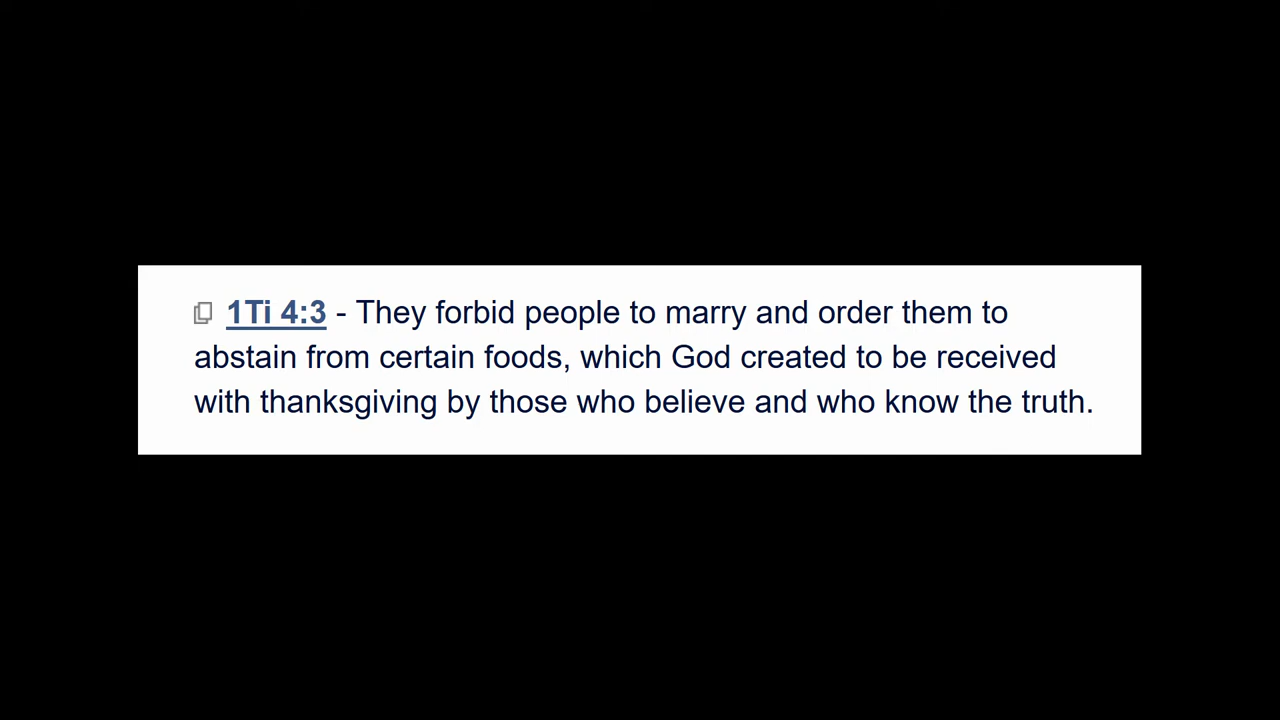 1Ti 4:3 - They forbid people to marry and order them to
abstain from certain foods, which God created to be received
with thanksgiving by those who believe and who know the truth.